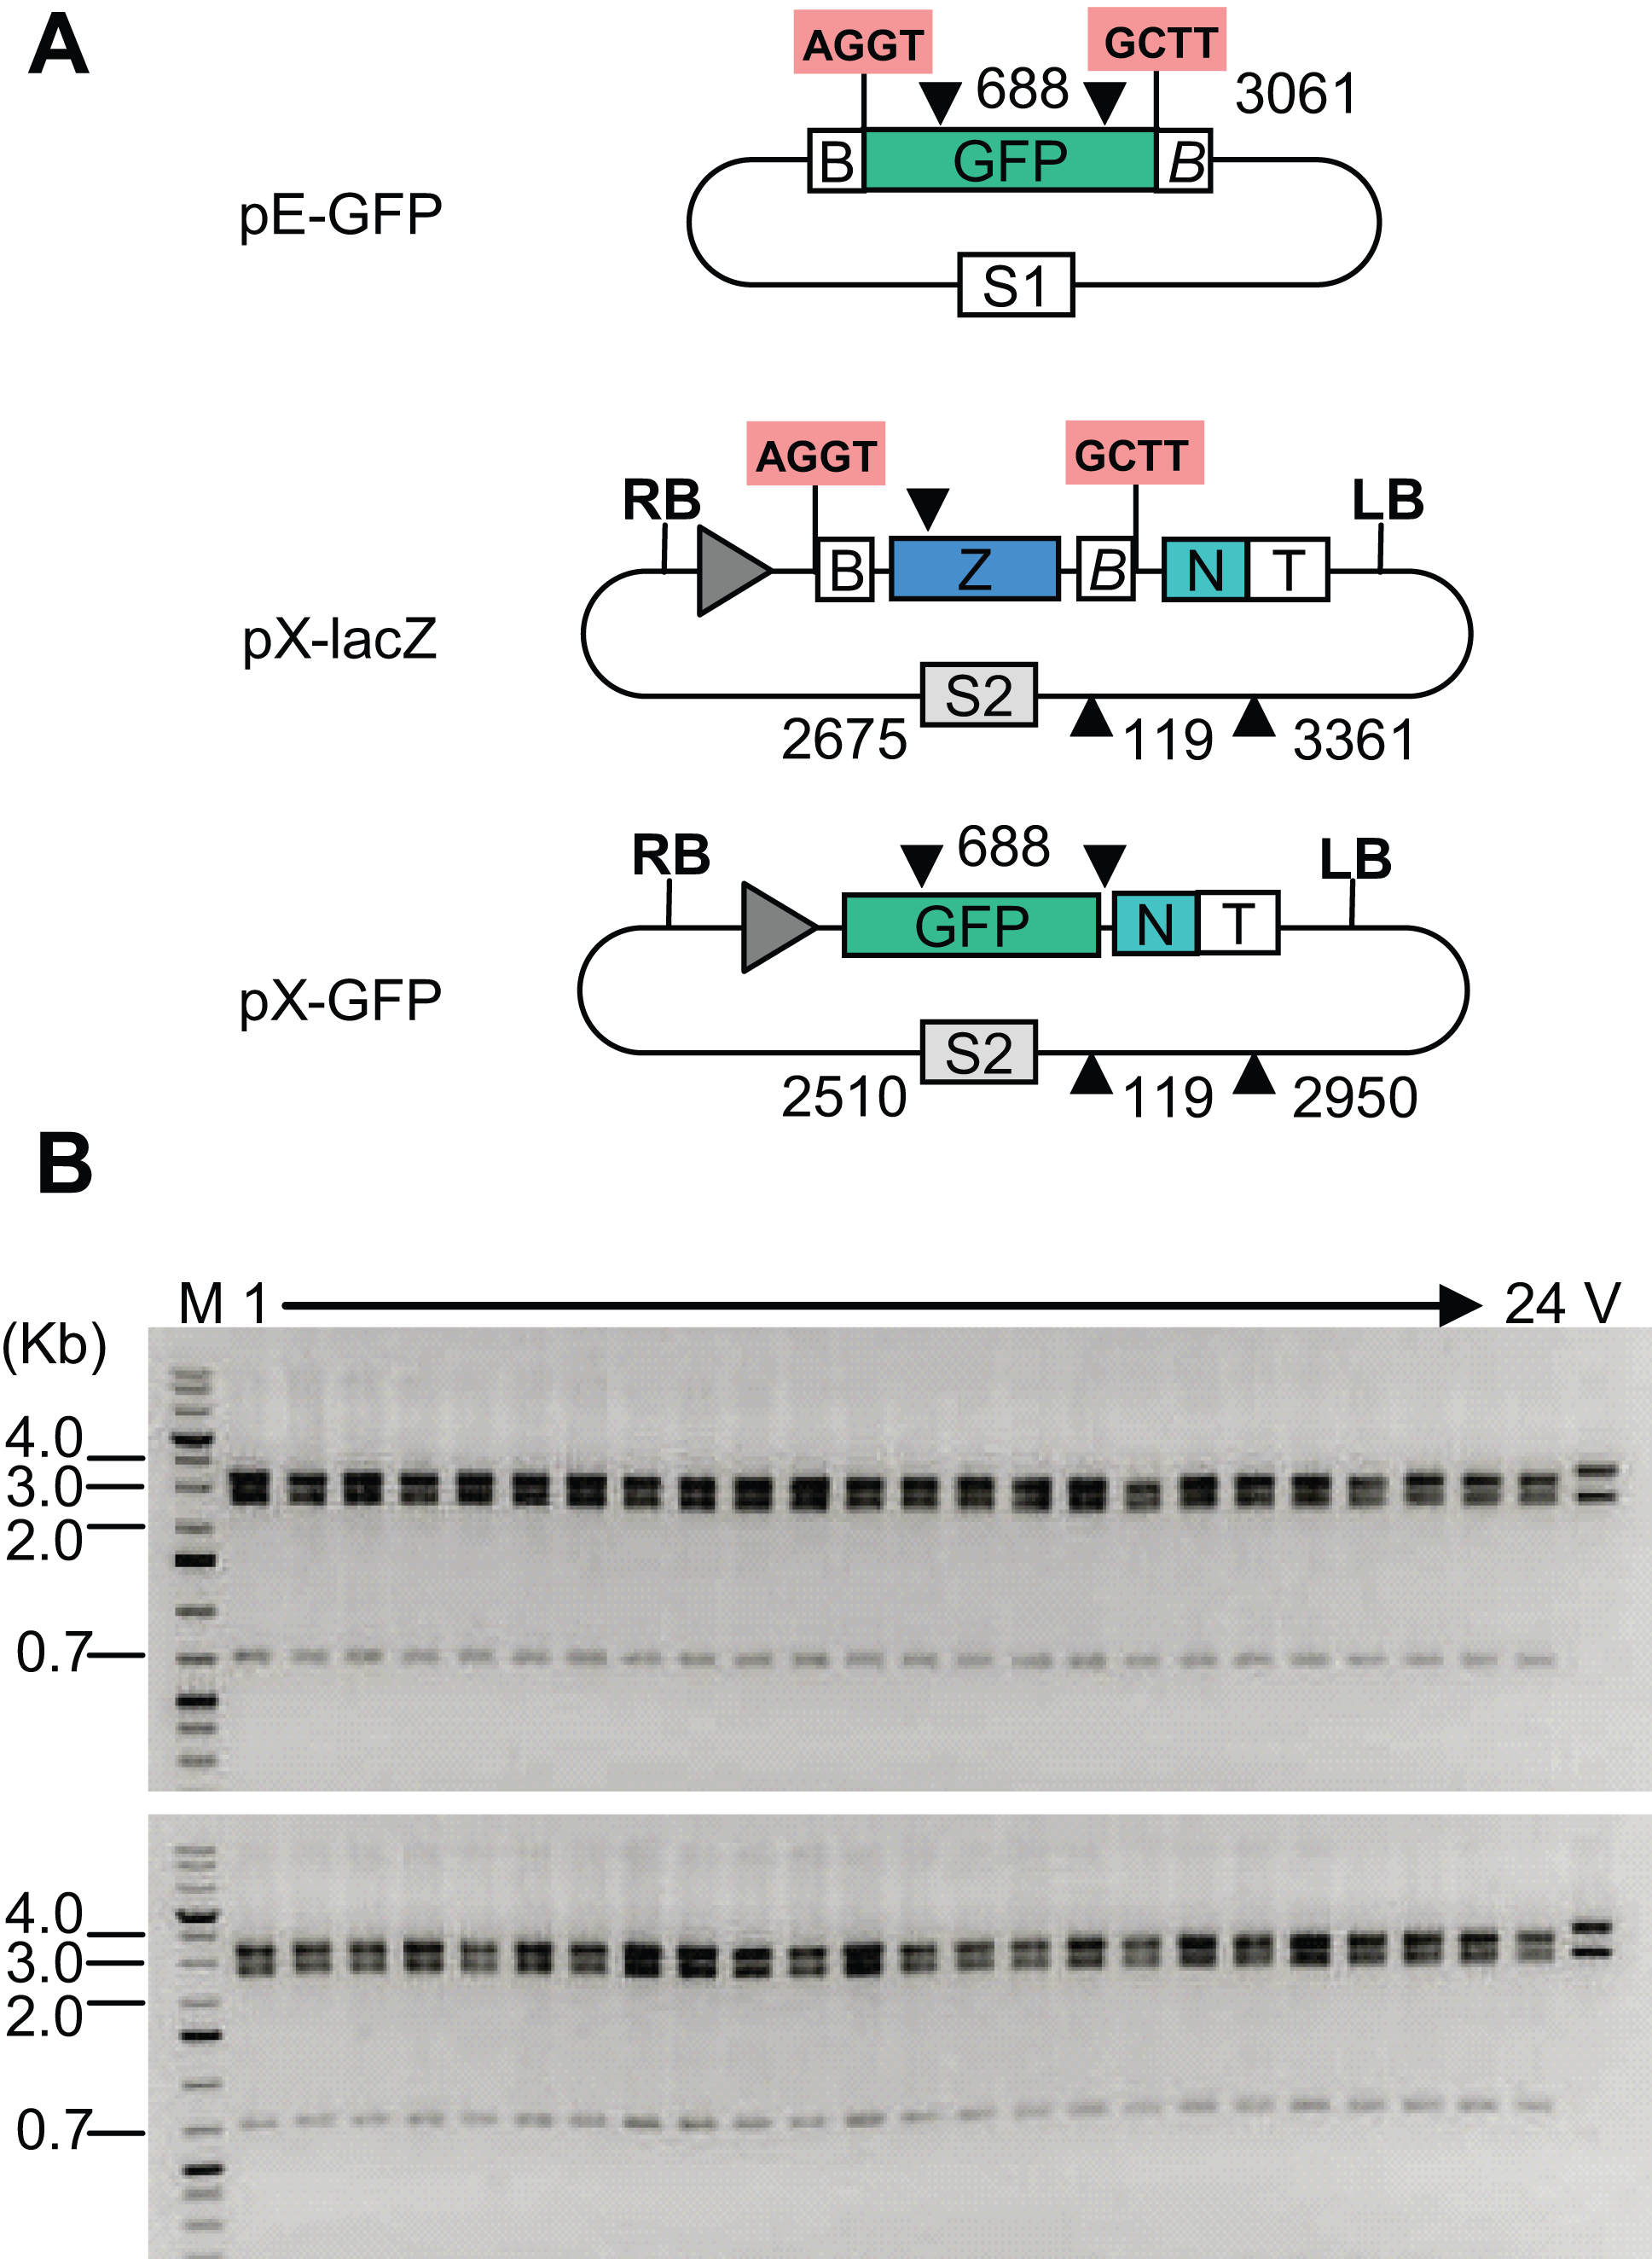 A
AGGT
GCTT
688
3061
B
GFP
B
pE-GFP
S1
AGGT
GCTT
RB
LB
B
Z
B
N
T
pX-lacZ
S2
2675
119
3361
RB
688
LB
GFP
N
T
pX-GFP
S2
2510
119
2950
B
M 1
24 V
(Kb)
4.0
3.0
2.0
0.7
4.0
3.0
2.0
0.7